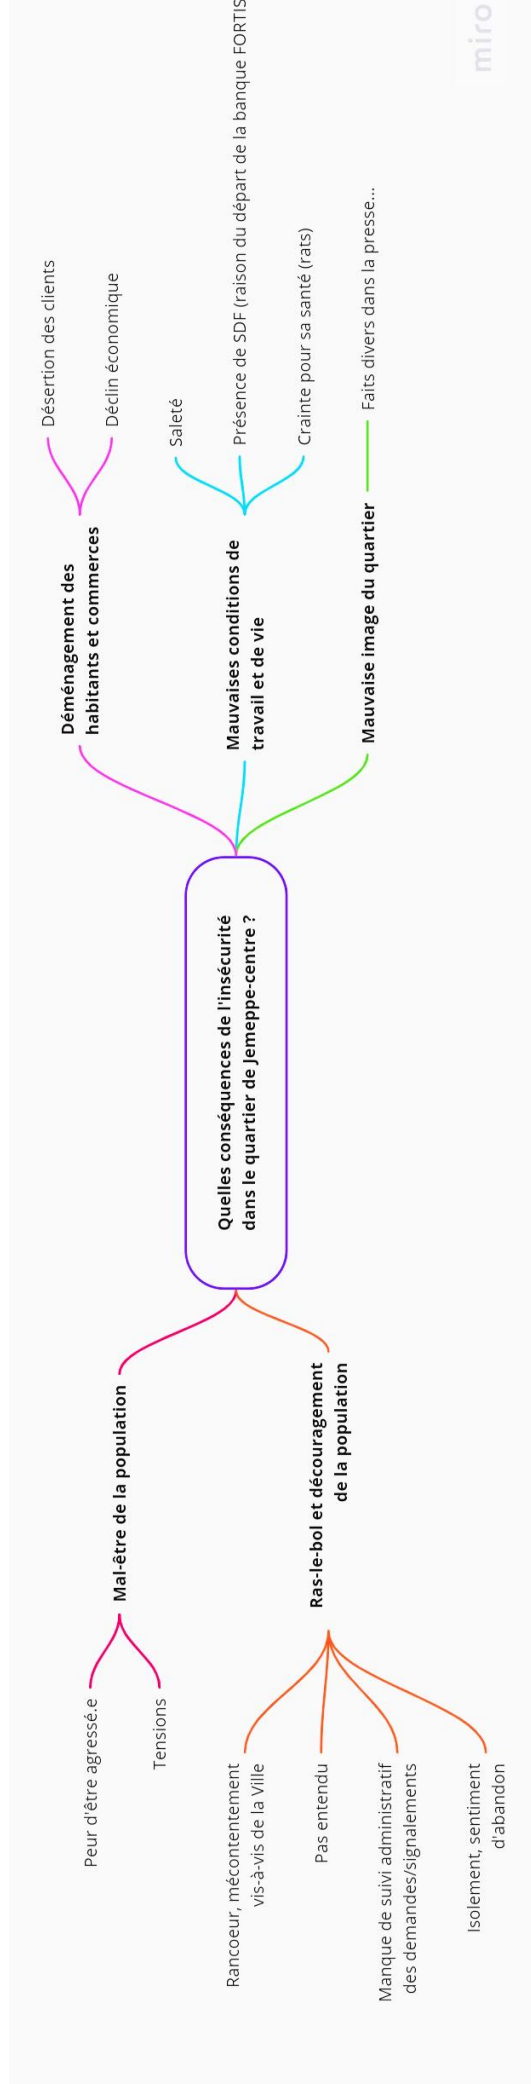 Quelles conséquences de l'insécurité
dans le quartier de Jemeppe-centre ?
Déménagement des
habitants et commerces
Désertion des clients
Déclin économique
Mauvaises conditions de
travail et de vie
Saleté
Présence de SDF (raison du départ de la banque FORTIS
Crainte pour sa santé (rats)
Mauvaise image du quartier
Faits divers dans la presse...
Mal-être de la population
Peur d'être agressé.e
Tensions
Ras-le-bol et découragement
de la population
Rancoeur, mécontentement
vis-à-vis de la Ville
Pas entendu
Manque de suivi administratif
des demandes/signalements
Isolement, sentiment
d'abandon
miro